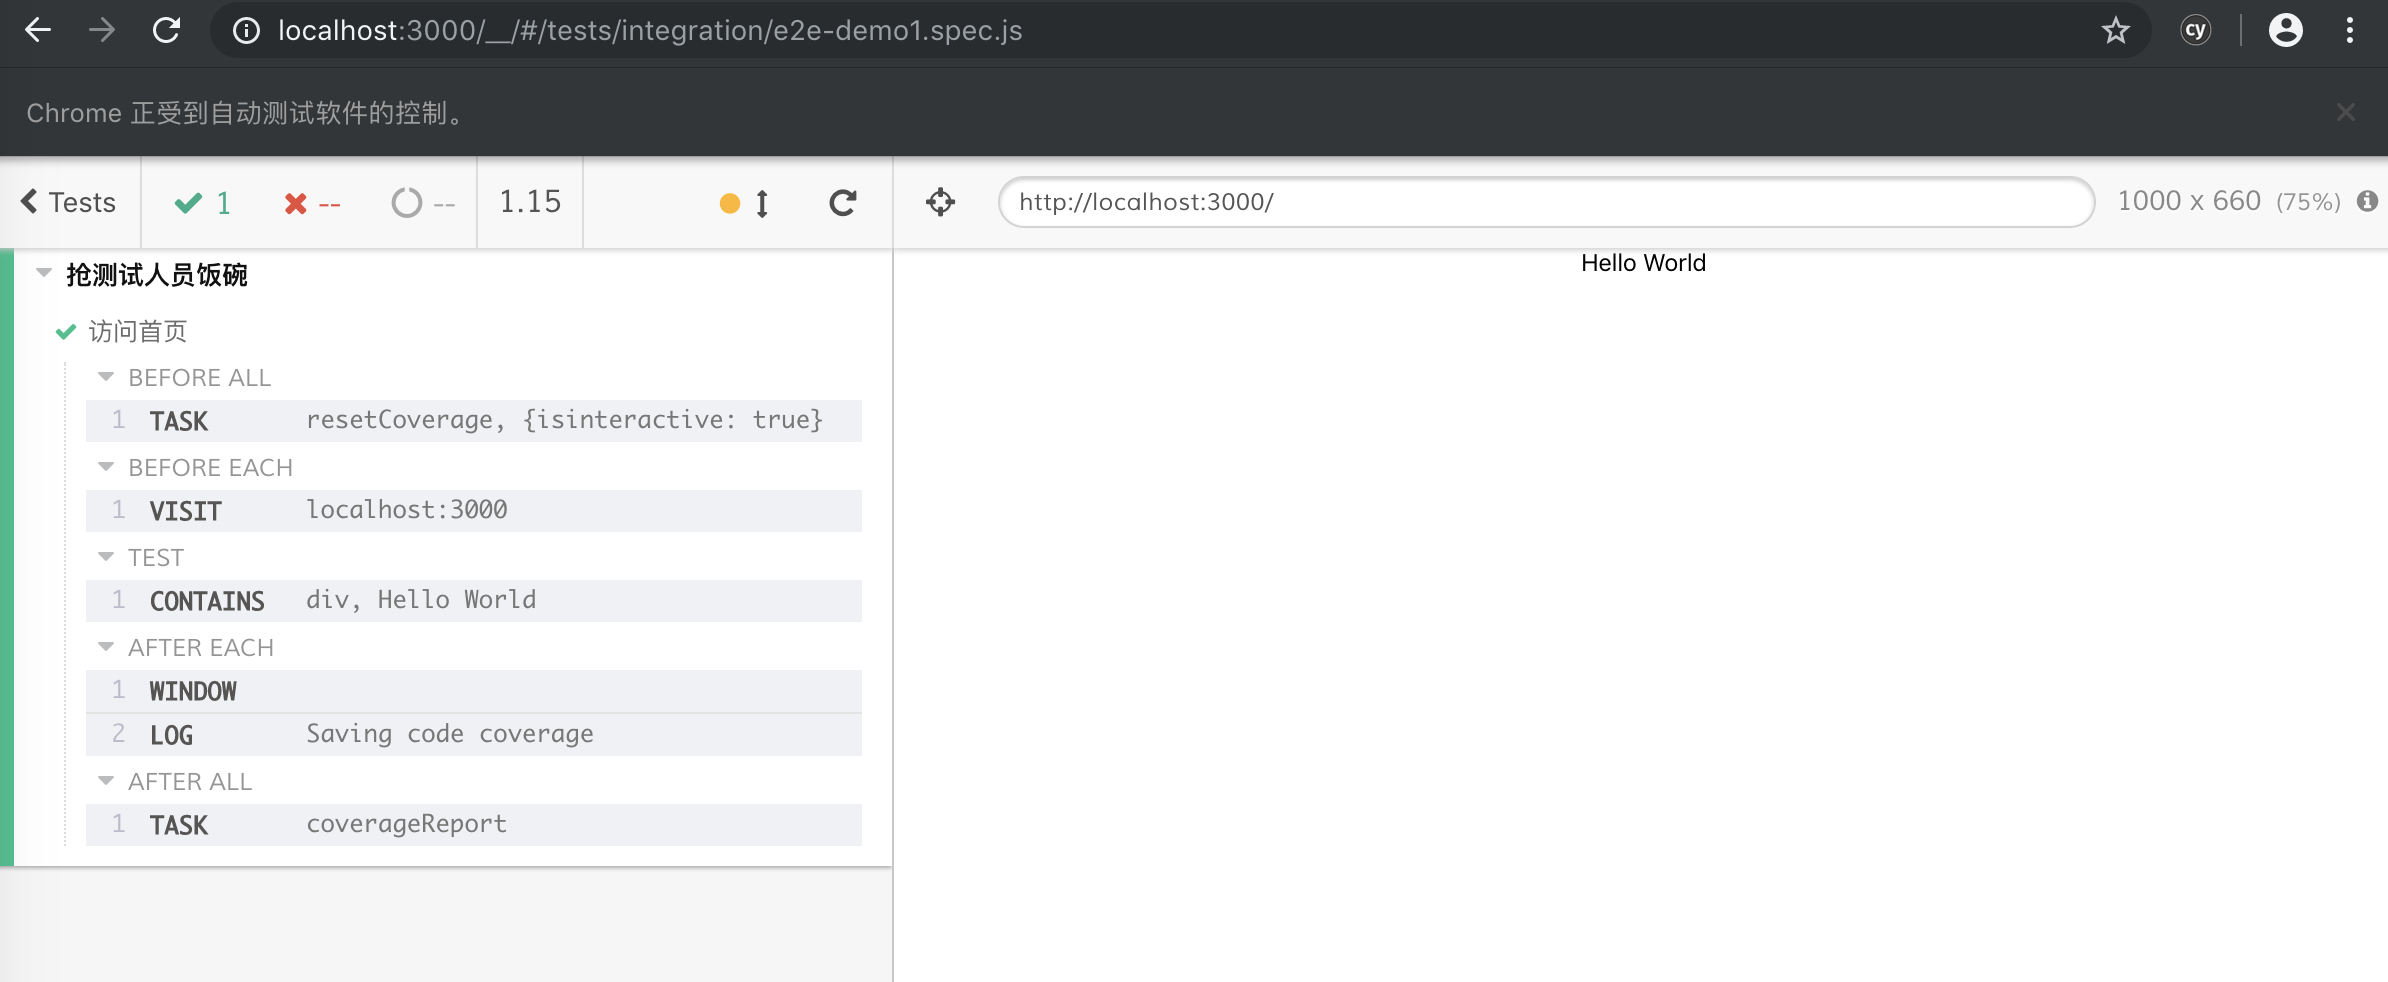 localhost:3000/__/#/tests/integration/e2e-demo1.spec.js
cy
Chrome 正受到自动测试软件的控制。
Tests 1 -- -- 1.15
http://localhost:3000/ 1000 x 660 (75%)
抢测试人员饭碗
Hello World
访问首页
BEFORE ALL
1 TASK resetCoverage, {isinteractive: true}
BEFORE EACH
1 VISIT localhost:3000
TEST
1 CONTAINS div, Hello World
AFTER EACH
1 WINDOW
2 LOG Saving code coverage
AFTER ALL
1 TASK coverageReport